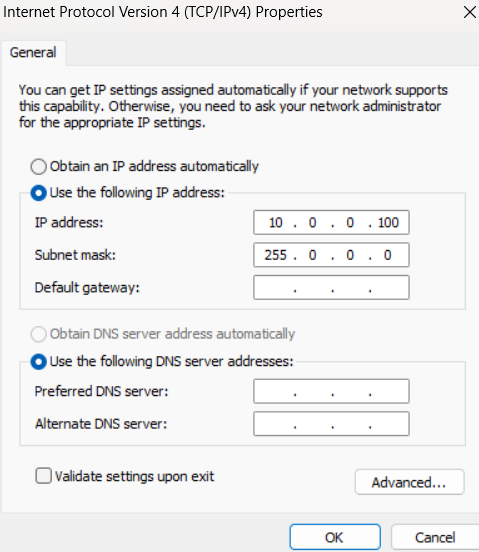 Internet Protocol Version 4 (TCP/IPv4) Properties
General
You can get IP settings assigned automatically if your network supports
this capability. Otherwise, you need to ask your network administrator
for the appropriate IP settings.
Obtain an IP address automatically
Use the following IP address:
IP address: 10 . 0 . 0 . 100
Subnet mask: 255 . 0 . 0 . 0
Default gateway: . . .
Obtain DNS server address automatically
Use the following DNS server addresses:
Preferred DNS server: . . .
Alternate DNS server: . . .
Validate settings upon exit
Advanced...
OK Cancel